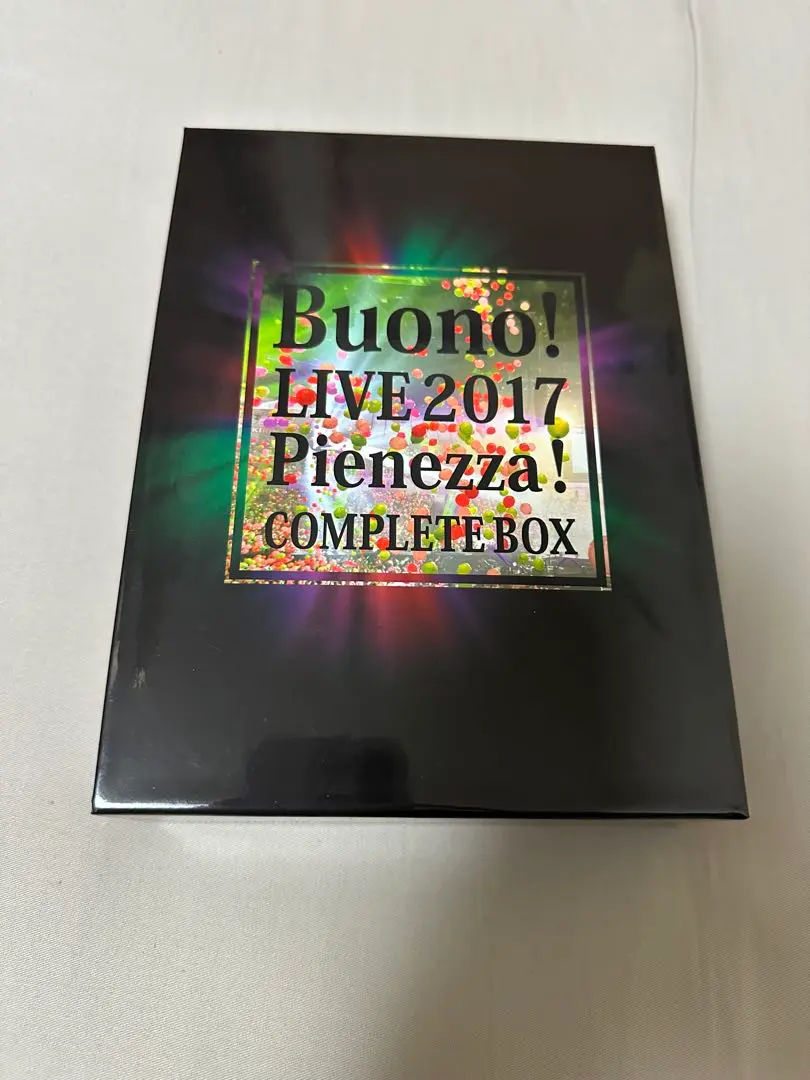 Buono!
LIVE 2017
Pienezza!
COMPLETE BOX